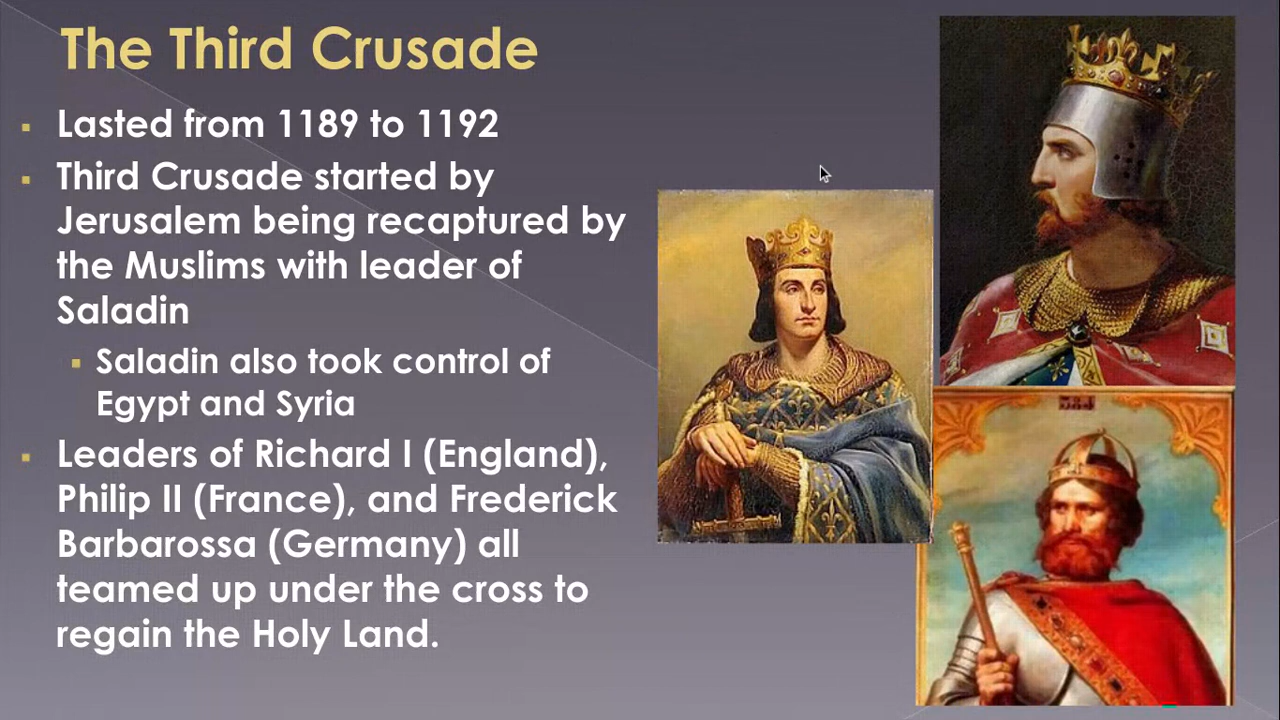 The Third Crusade
Lasted from 1189 to 1192
Third Crusade started by
Jerusalem being recaptured by
the Muslims with leader of
Saladin
Saladin also took control of
Egypt and Syria
Leaders of Richard I (England),
Philip II (France), and Frederick
Barbarossa (Germany) all
teamed up under the cross to
regain the Holy Land.